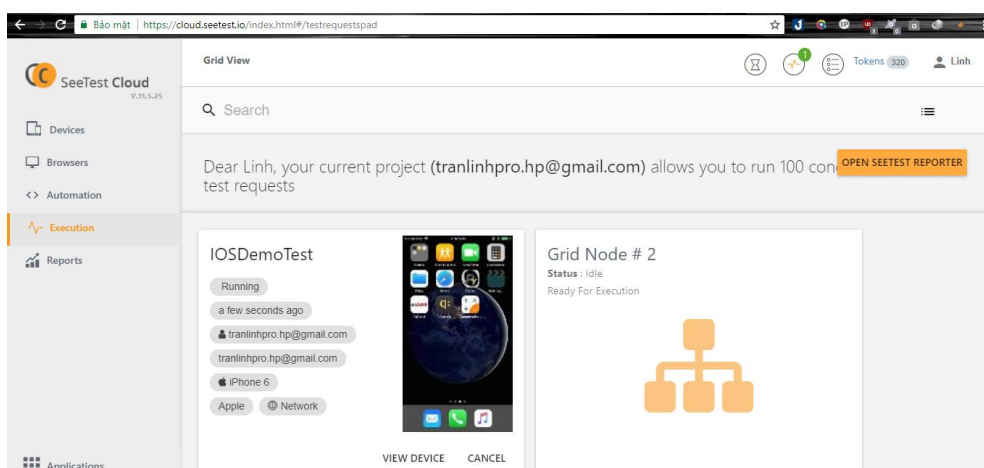 Bảo mật | https://cloud.seetest.io/index.html#/testrequestspad
SeeTest Cloud
V.11.5.25
Devices
Browsers
Automation
Execution
Reports
Applications
Grid View
1
Tokens 320
Linh
Search
Dear Linh, your current project (tranlinhpro.hp@gmail.com) allows you to run 100 con
test requests
OPEN SEETEST REPORTER
IOSDemoTest
Running
a few seconds ago
tranlinhpro.hp@gmail.com
tranlinhpro.hp@gmail.com
iPhone 6
Apple Network
VIEW DEVICE CANCEL
Grid Node # 2
Status : Idle
Ready For Execution